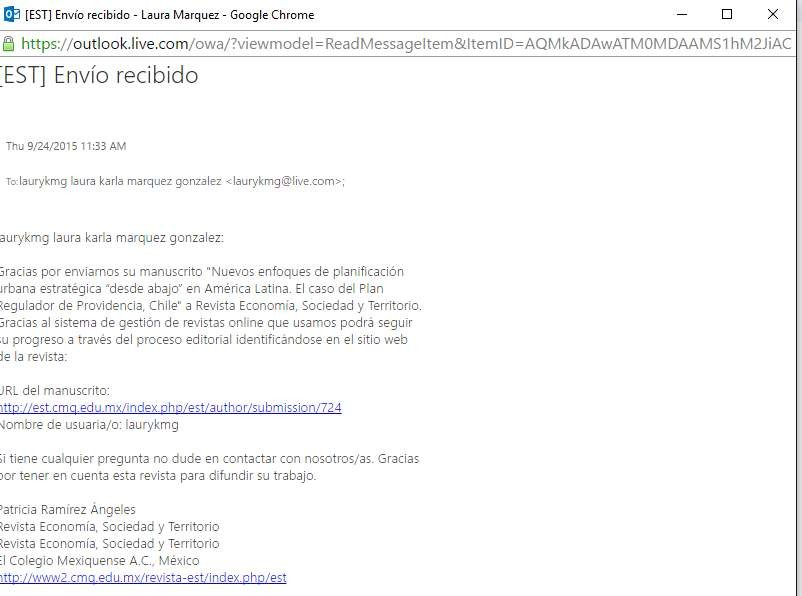 [EST] Envío recibido - Laura Marquez - Google Chrome
https://outlook.live.com/owa/?viewmodel=ReadMessageItem&ItemID=AQMkADAwATM0MDAAMS1hM2JiAC
[EST] Envío recibido
Thu 9/24/2015 11:33 AM
To: laurykmg laura karla marquez gonzalez <laurykmg@live.com>;
laurykmg laura karla marquez gonzalez:
Gracias por enviarnos su manuscrito "Nuevos enfoques de planificación
urbana estratégica “desde abajo” en América Latina. El caso del Plan
Regulador de Providencia, Chile" a Revista Economía, Sociedad y Territorio.
Gracias al sistema de gestión de revistas online que usamos podrá seguir
su progreso a través del proceso editorial identificándose en el sitio web
de la revista:
URL del manuscrito:
http://est.cmq.edu.mx/index.php/est/author/submission/724
Nombre de usuaria/o: laurykmg
Si tiene cualquier pregunta no dude en contactar con nosotros/as. Gracias
por tener en cuenta esta revista para difundir su trabajo.
Patricia Ramírez Ángeles
Revista Economía, Sociedad y Territorio
Revista Economía, Sociedad y Territorio
El Colegio Mexiquense A.C., México
http://www2.cmq.edu.mx/revista-est/index.php/est